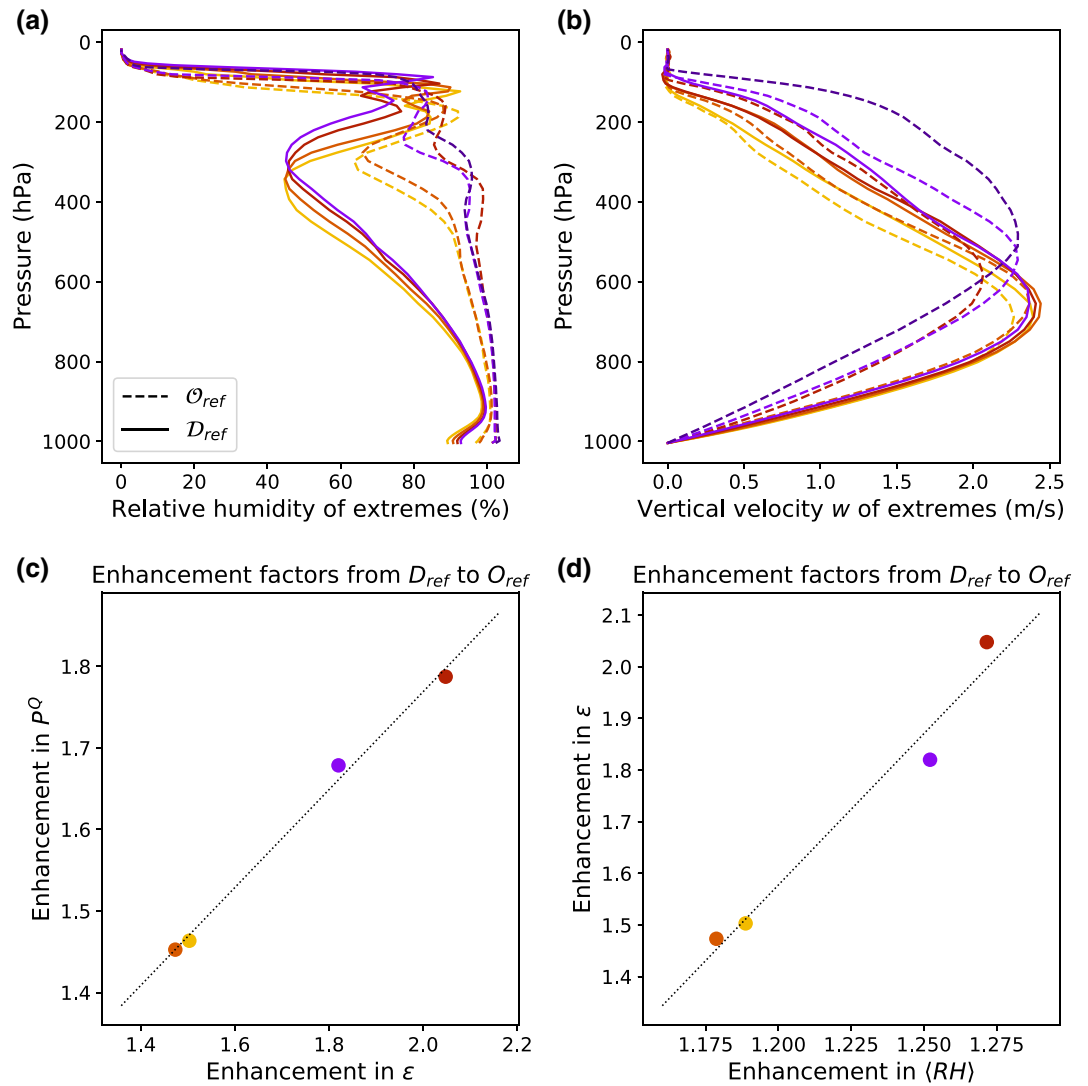 (a)
0
200
400
600
800
1000
Pressure (hPa)
𝒪ref
𝒟ref
0 20 40 60 80 100
Relative humidity of extremes (%)
(b)
0
200
400
600
800
1000
Pressure (hPa)
0.0 0.5 1.0 1.5 2.0 2.5
Vertical velocity w of extremes (m/s)
(c)
Enhancement factors from Dref to Oref
1.8
1.7
1.6
1.5
1.4
Enhancement in P^Q
1.4 1.6 1.8 2.0 2.2
Enhancement in ε
(d)
Enhancement factors from Dref to Oref
2.1
2.0
1.9
1.8
1.7
1.6
1.5
1.4
Enhancement in ε
1.175 1.200 1.225 1.250 1.275
Enhancement in ⟨RH⟩